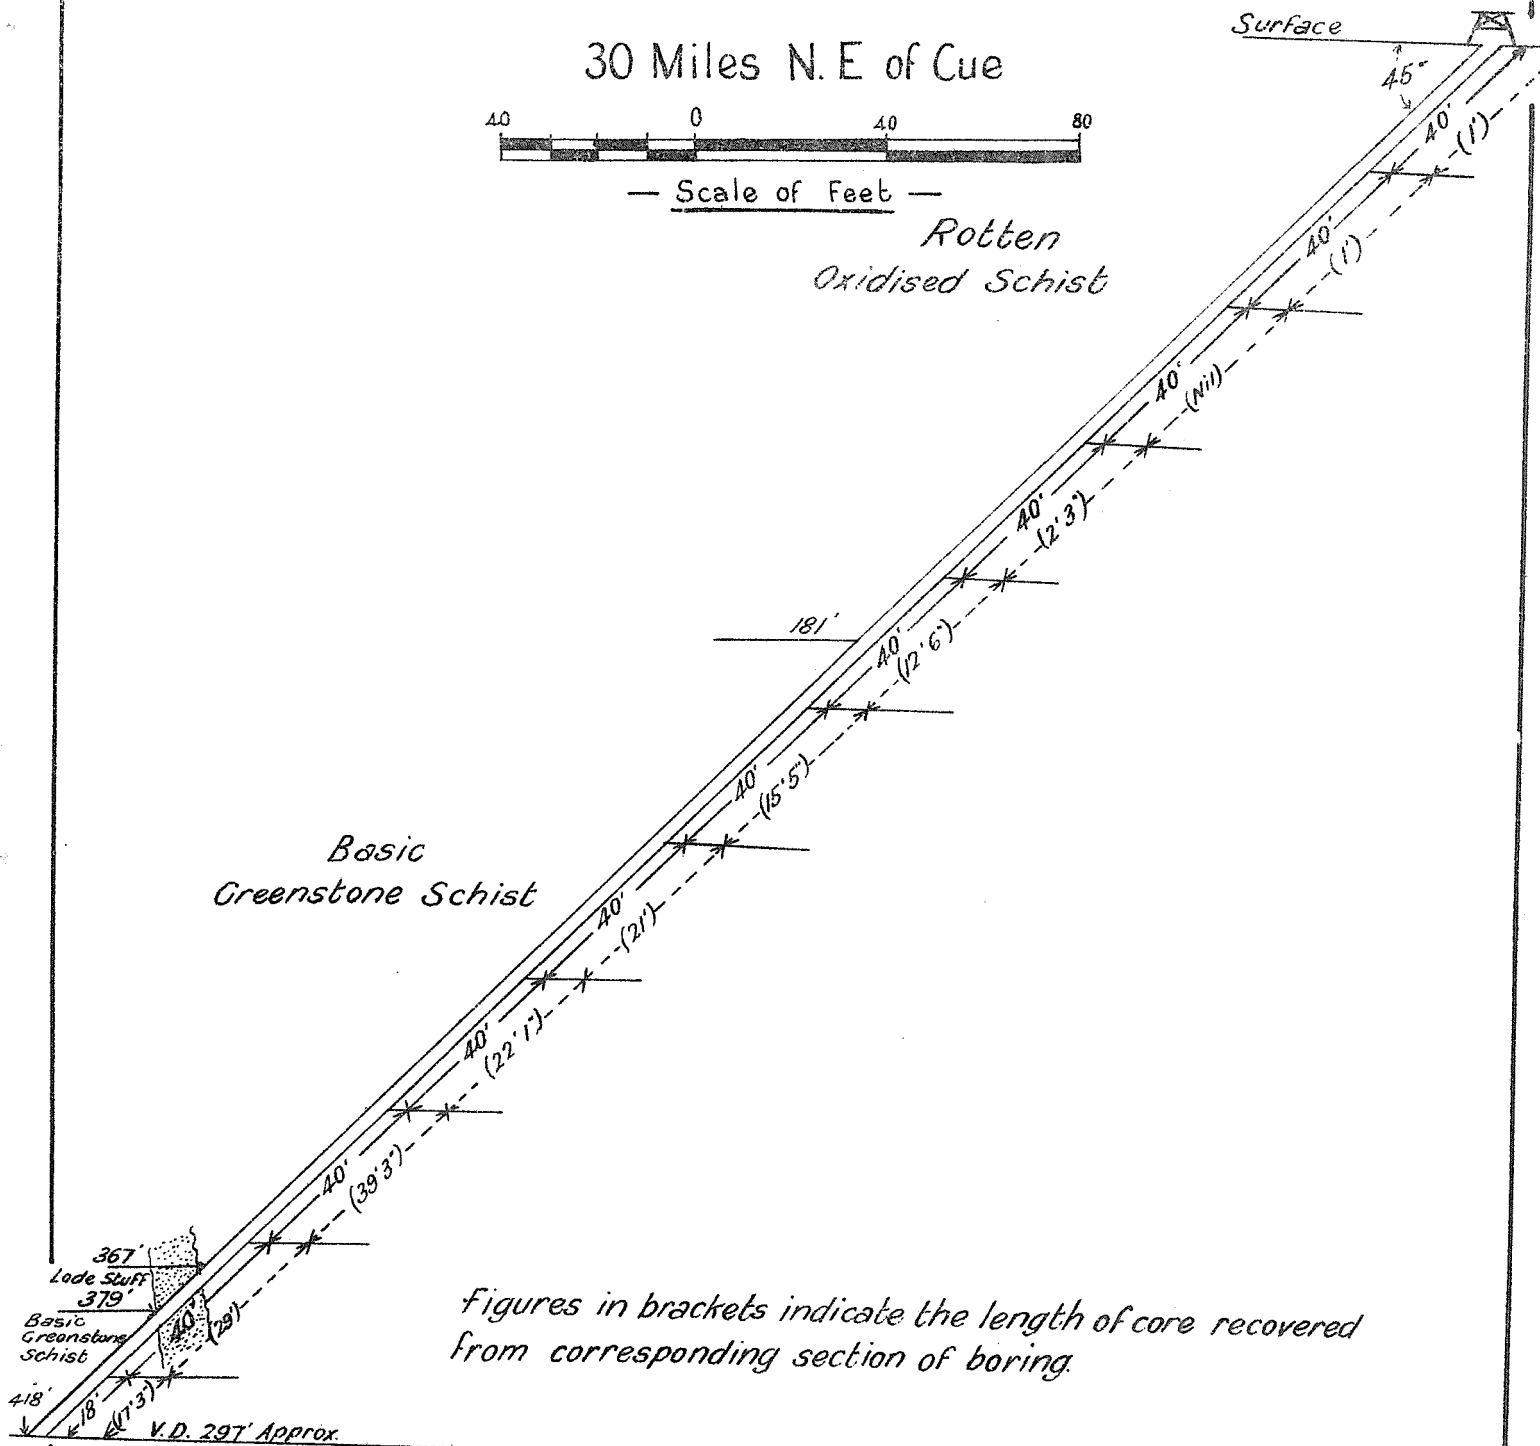 Surface
30 Miles N.E of Cue
45°
40 0 40 80
— Scale of Feet —
Rotten
Oxidised Schist
40' (1')
40' (1')
40' (Nil)
40' (2'3")
181'
40' (12'6")
40' (15'5")
Basic
Greenstone Schist
40' (21')
40' (22'1")
40' (39'3")
367'
Lode Stuff
379'
40' (29')
Basic
Greenstone
Schist
Figures in brackets indicate the length of core recovered
from corresponding section of boring.
418'
18' (17'3")
V.D. 297' Approx.